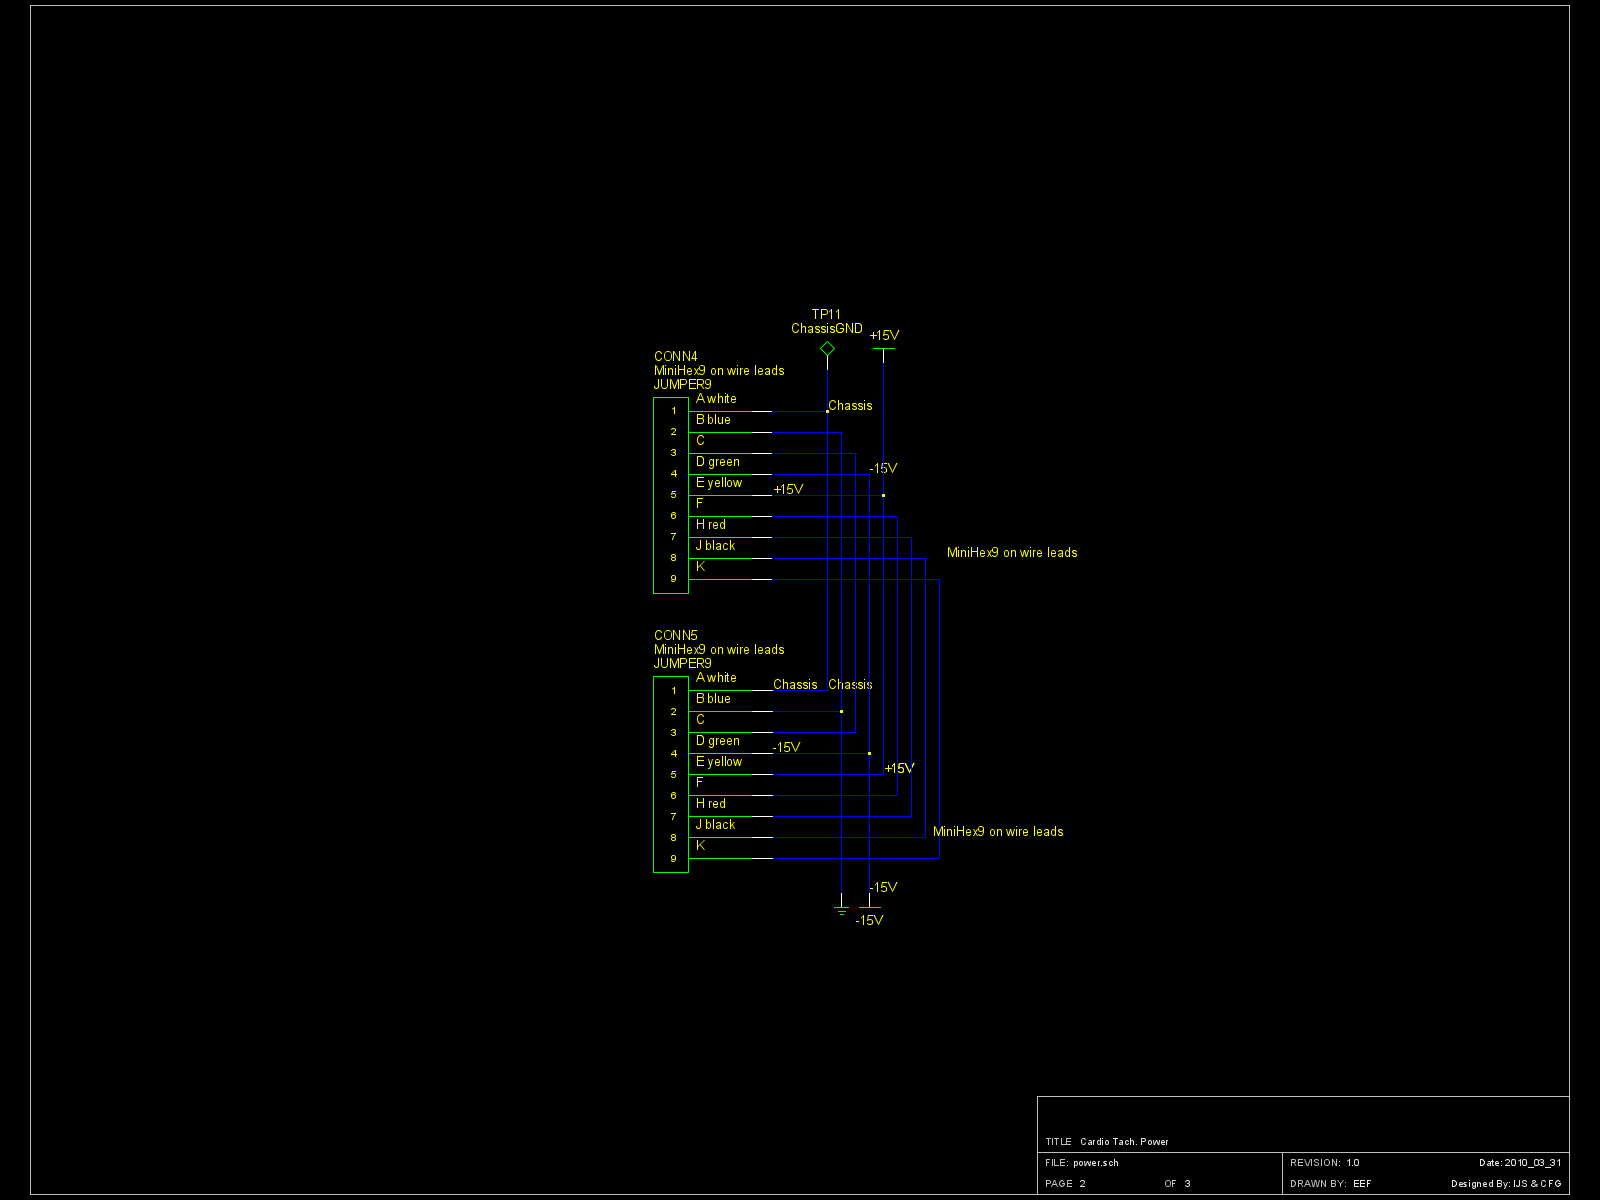 TP11
ChassisGND
+15V
CONN4
MiniHex9 on wire leads
JUMPER9
A white
Chassis
1
B blue
2
C
3
D green
-15V
4
E yellow
+15V
5
F
6
H red
7
J black
MiniHex9 on wire leads
8
K
9
CONN5
MiniHex9 on wire leads
JUMPER9
A white
Chassis
Chassis
1
B blue
2
C
3
D green
-15V
4
E yellow
+15V
5
F
6
H red
7
J black
MiniHex9 on wire leads
8
K
9
-15V
-15V
TITLE Cardio Tach. Power
FILE: power.sch
REVISION: 1.0
Date: 2010_03_31
PAGE 2 OF 3
DRAWN BY: EEF
Designed By: IJS & CFG